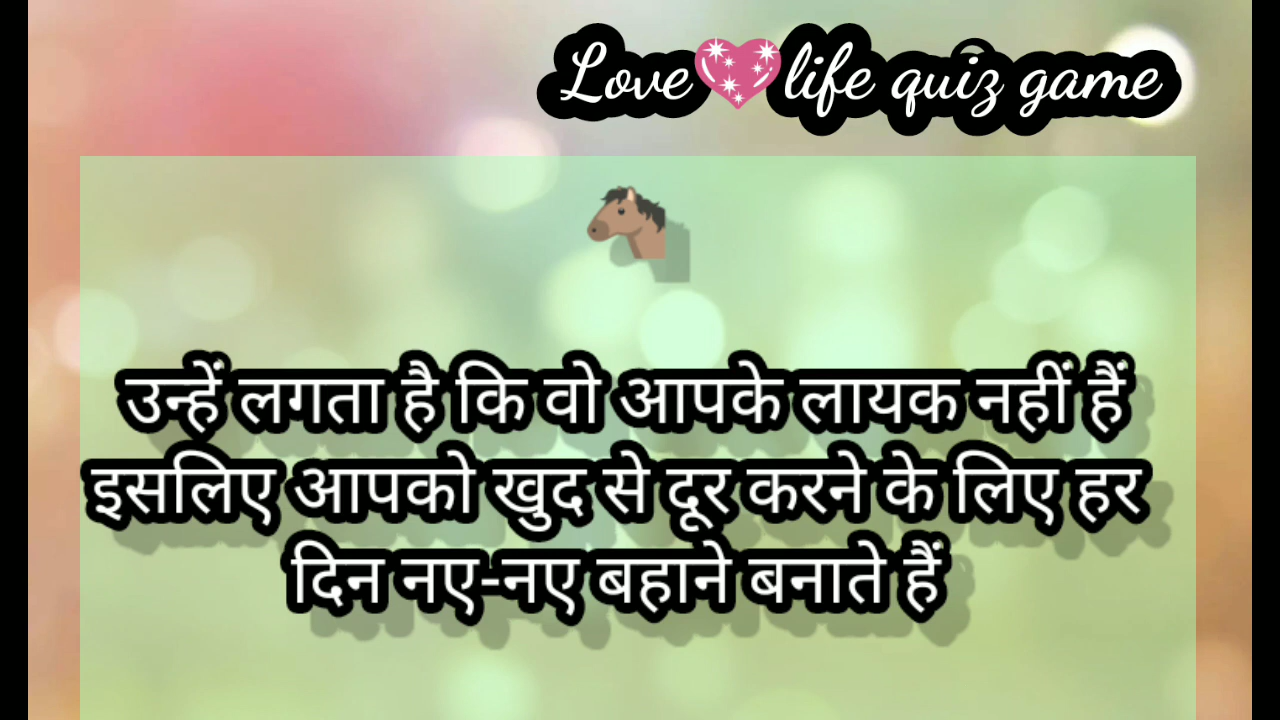 Love💖life quiz game
उन्हें लगता है कि वो आपके लायक नहीं हैं
इसलिए आपको खुद से दूर करने के लिए हर
दिन नए-नए बहाने बनाते हैं